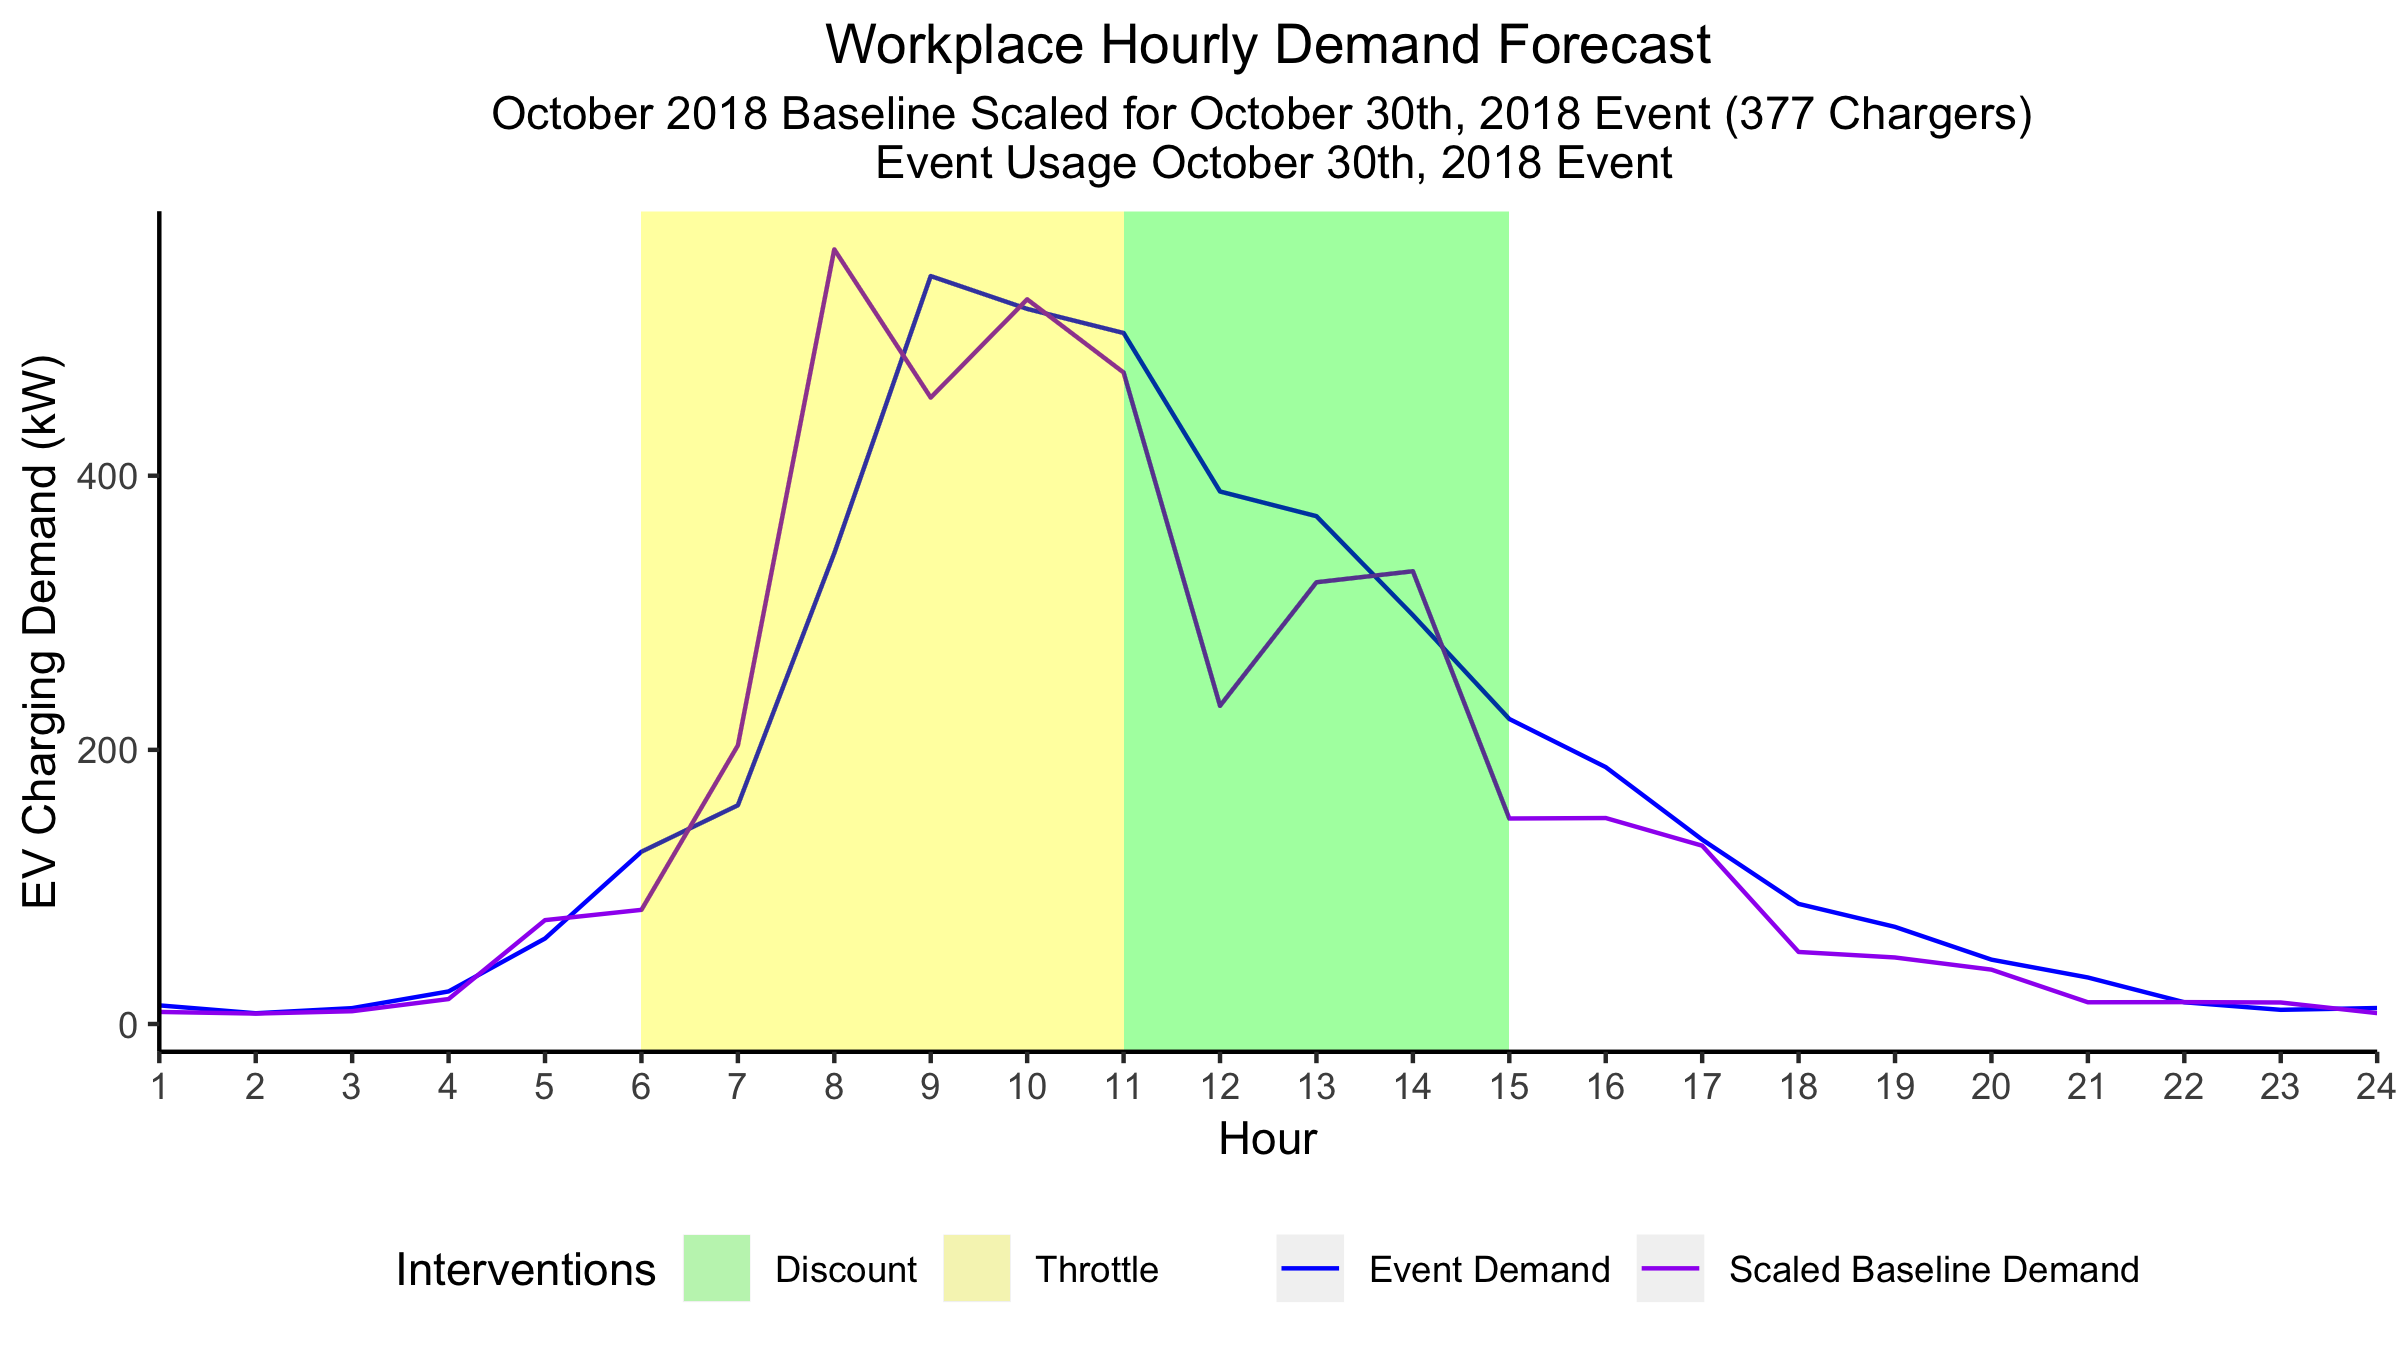 Workplace Hourly Demand Forecast
October 2018 Baseline Scaled for October 30th, 2018 Event (377 Chargers)
Event Usage October 30th, 2018 Event
EV Charging Demand (kW)
400
200
0
1 2 3 4 5 6 7 8 9 10 11 12 13 14 15 16 17 18 19 20 21 22 23 24
Hour
Interventions Discount Throttle Event Demand Scaled Baseline Demand